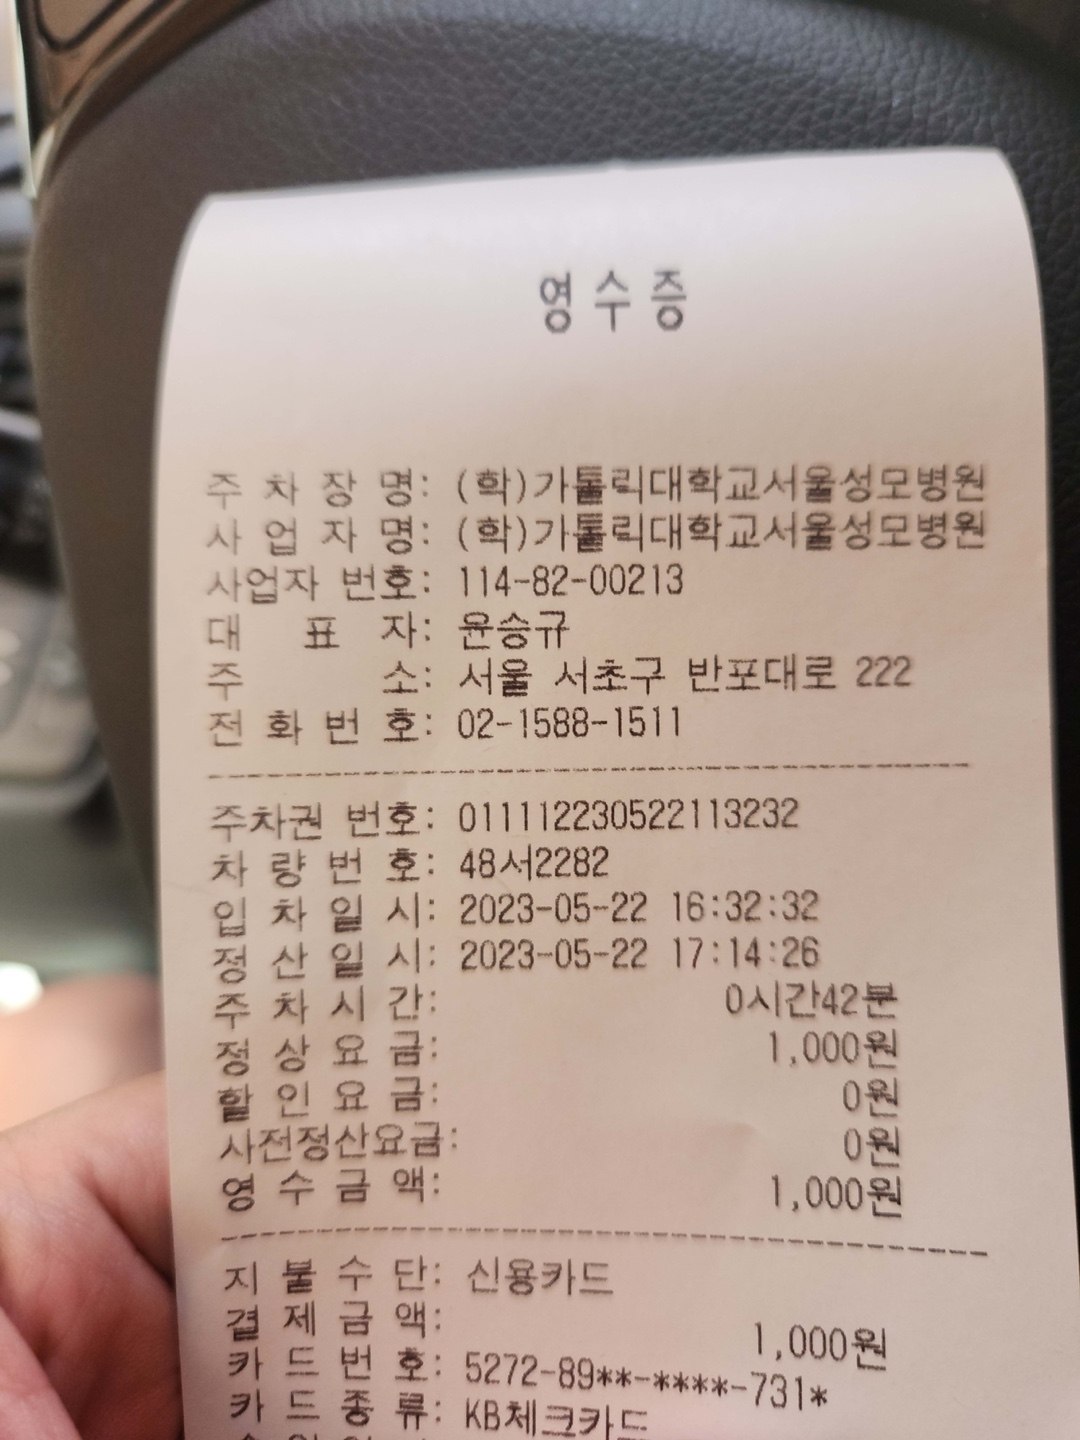 영수증
주차장명: (학)가톨릭대학교서울성모병원
사업자명: (학)가톨릭대학교서울성모병원
사업자 번호: 114-82-00213
대표자: 윤승규
주소: 서울 서초구 반포대로 222
전화번호: 02-1588-1511
주차권 번호: 011112230522113232
차량번호: 48서2282
입차일시: 2023-05-22 16:32:32
정산일시: 2023-05-22 17:14:26
주차시간: 0시간42분
정상요금: 1,000원
할인요금: 0원
사전정산요금: 0원
영수금액: 1,000원
지불수단: 신용카드
결제금액: 1,000원
카드번호: 5272-89**-****-731*
카드종류: KB체크카드